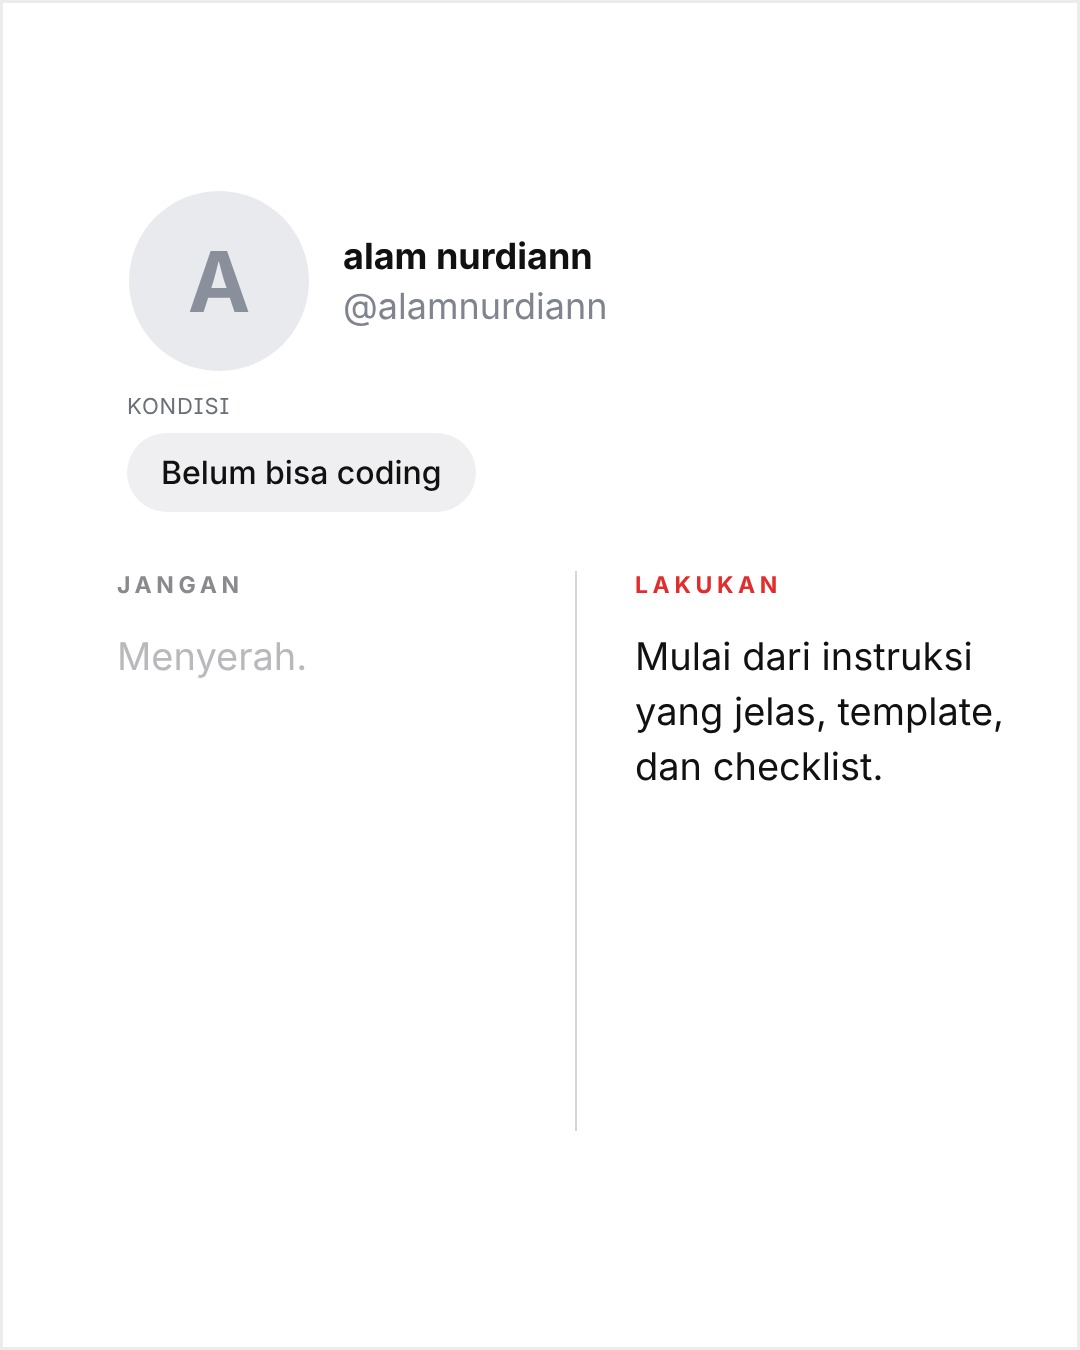 A
alam nurdiann
@alamnurdiann
KONDISI
Belum bisa coding
JANGAN
Menyerah.
LAKUKAN
Mulai dari instruksi
yang jelas, template,
dan checklist.